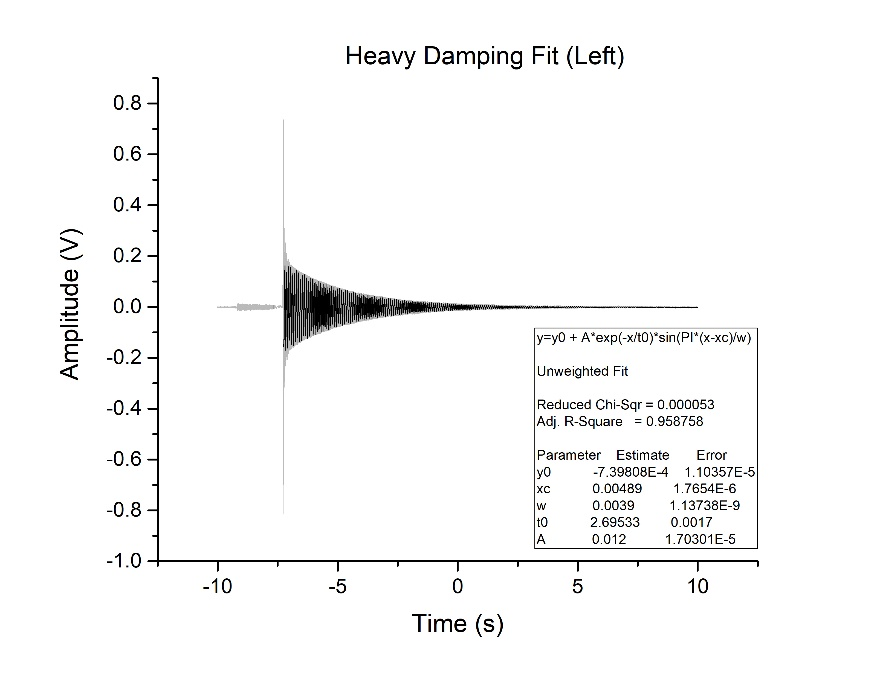 Heavy Damping Fit (Left)
0.8
0.6
0.4
0.2
0.0
-0.2
-0.4
-0.6
-0.8
-1.0
Amplitude (V)
-10
-5
0
5
10
Time (s)
y=y0 + A*exp(-x/t0)*sin(PI*(x-xc)/w)
Unweighted Fit
Reduced Chi-Sqr = 0.000053
Adj. R-Square = 0.958758
Parameter Estimate Error
y0 -7.39808E-4 1.10357E-5
xc 0.00489 1.7654E-6
w 0.0039 1.13738E-9
t0 2.69533 0.0017
A 0.012 1.70301E-5